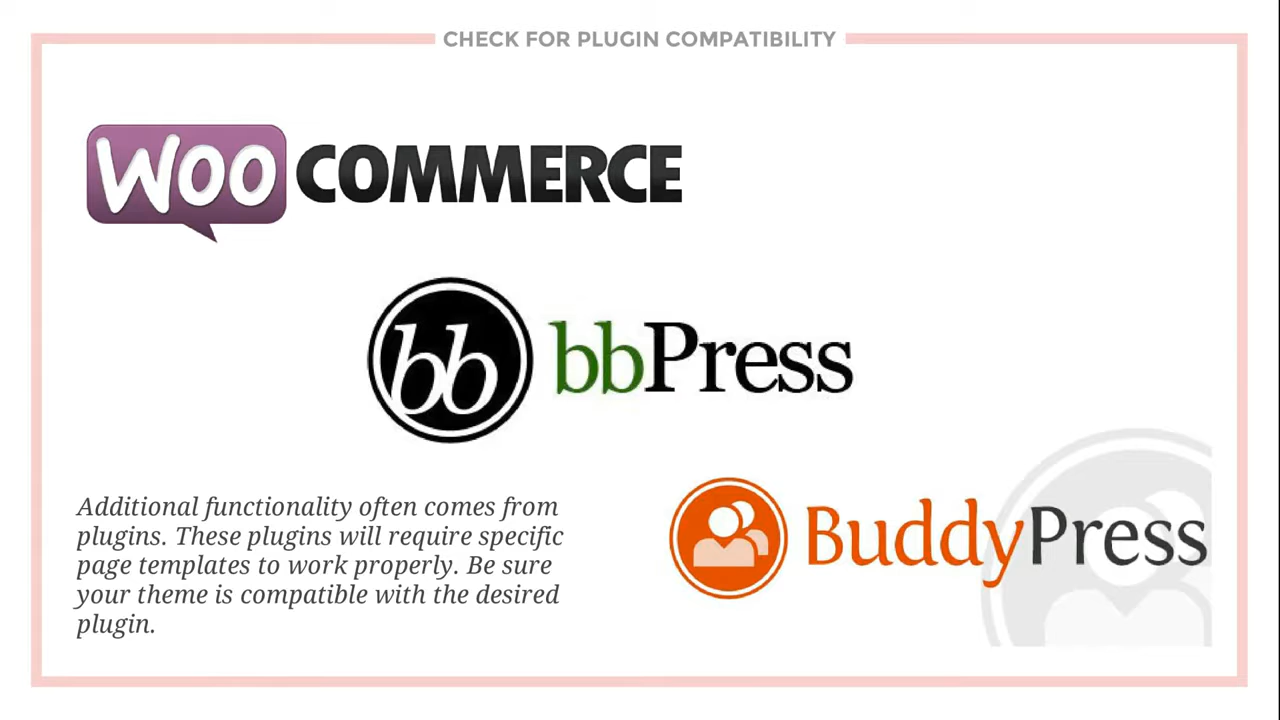 CHECK FOR PLUGIN COMPATIBILITY
WOO COMMERCE
bb bbPress
BuddyPress
Additional functionality often comes from
plugins. These plugins will require specific
page templates to work properly. Be sure
your theme is compatible with the desired
plugin.